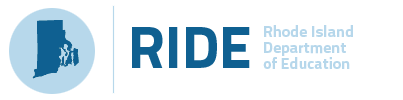 RIDE
Rhode Island
Department
of Education